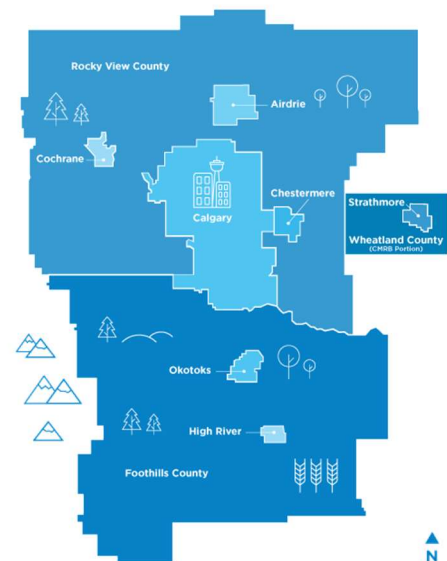 Rocky View County
Airdrie
Cochrane
Chestermere
Calgary
Strathmore
Wheatland County
(CMRB Portion)
Okotoks
High River
Foothills County
N